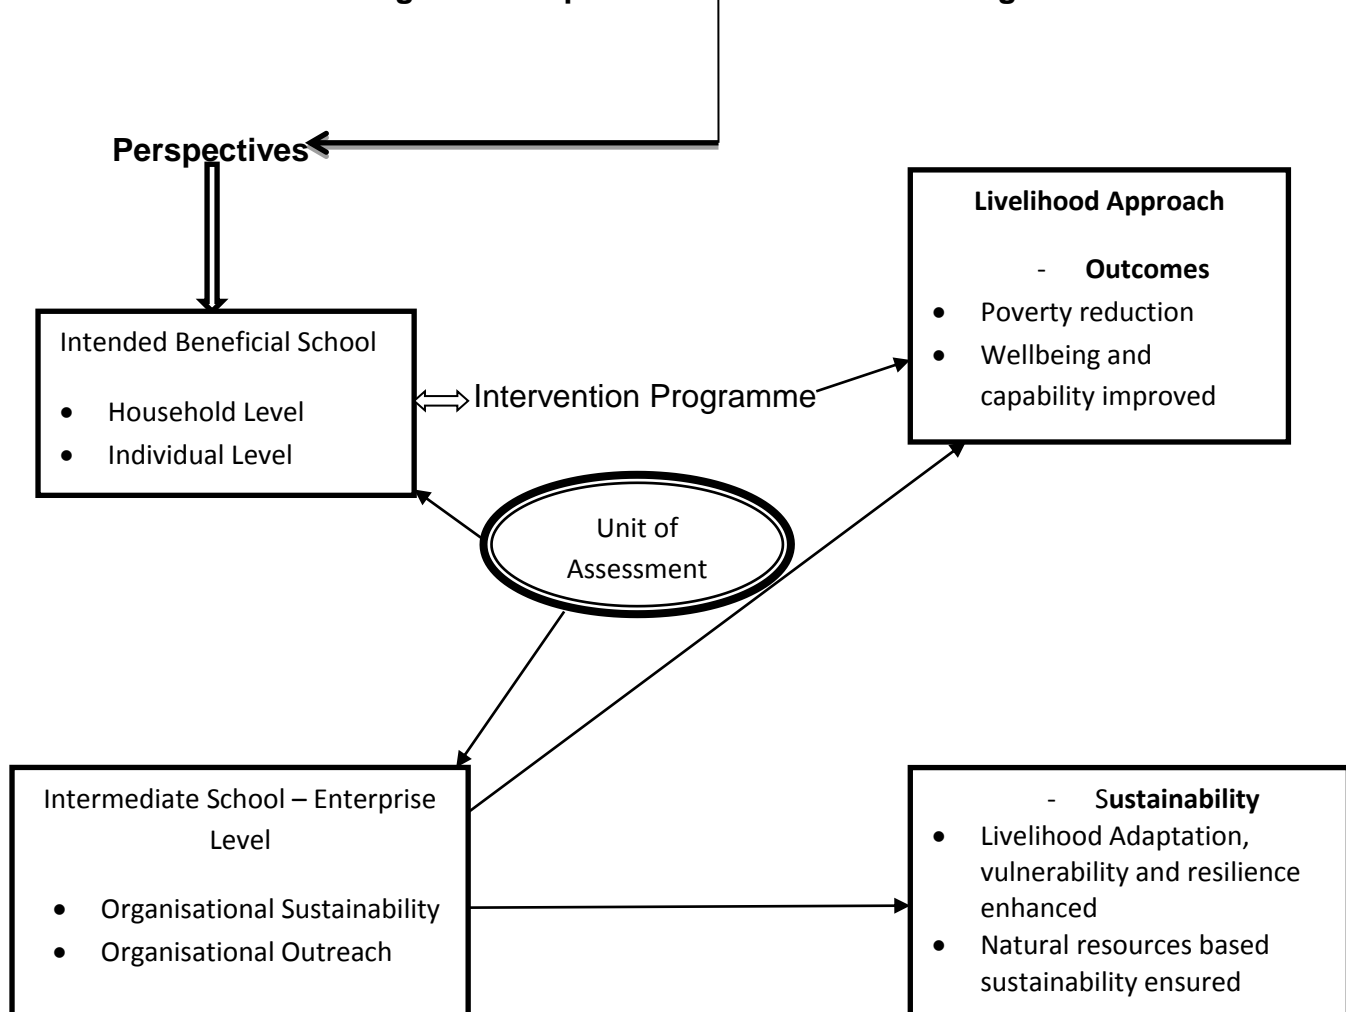 Perspectives
Livelihood Approach
- Outcomes
• Poverty reduction
• Wellbeing and
capability improved
Intended Beneficial School
• Household Level
• Individual Level
Intervention Programme
Unit of
Assessment
Intermediate School – Enterprise
Level
• Organisational Sustainability
• Organisational Outreach
- Sustainability
• Livelihood Adaptation,
vulnerability and resilience
enhanced
• Natural resources based
sustainability ensured